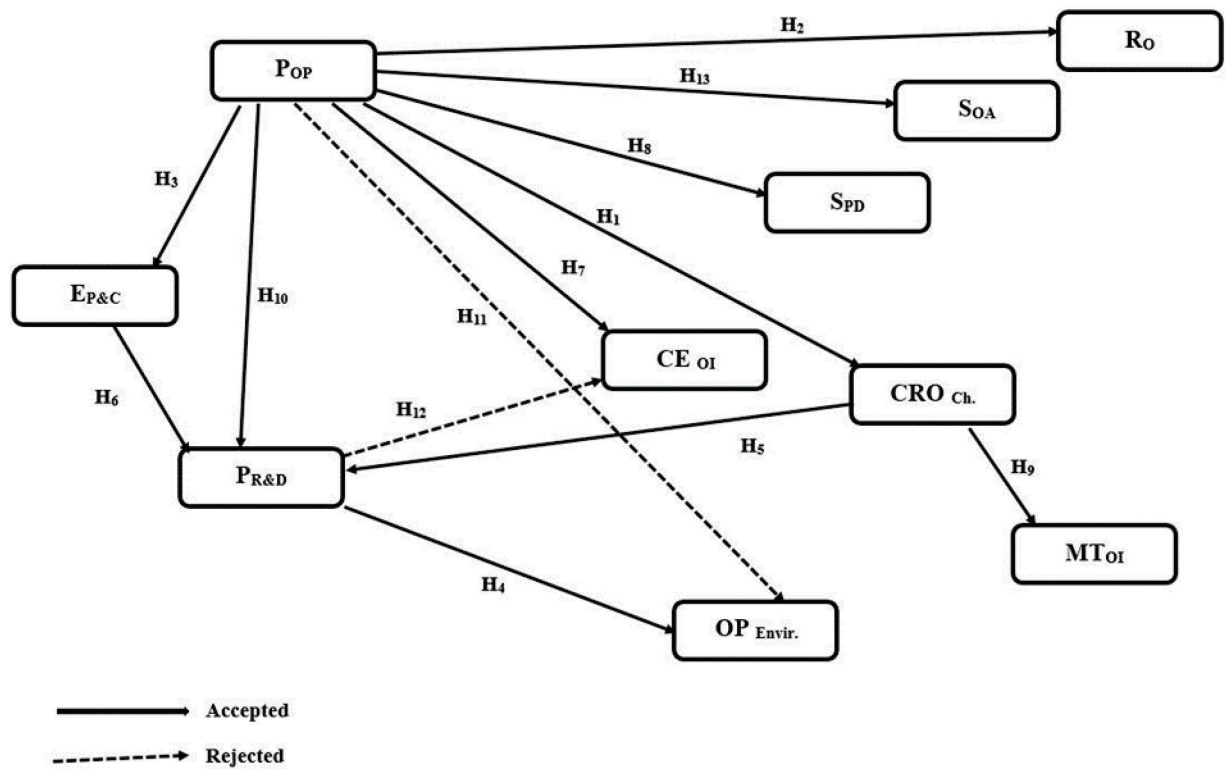 H2
RO
POP
H13
SOA
H8
SPD
H3
H1
H7
EP&C
H10
H11
CE OI
CRO Ch.
H12
H6
H5
PR&D
H9
MTOI
H4
OP Envir.
Accepted
Rejected